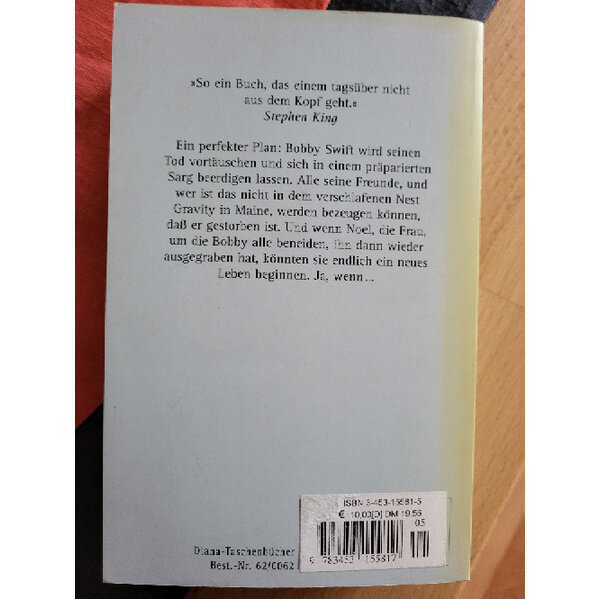 »So ein Buch, das einem tagsüber nicht
aus dem Kopf geht.«
Stephen King
Ein perfekter Plan: Bobby Swift wird seinen
Tod vortäuschen und sich in einem präparierten
Sarg beerdigen lassen. Alle seine Freunde, und
wer ist das nicht in dem verschlafenen Nest
Gravity in Maine, werden bezeugen können,
daß er gestorben ist. Und wenn Noel, die Frau,
um die Bobby alle beneiden, ihn dann wieder
ausgegraben hat, könnten sie endlich ein neues
Leben beginnen. Ja, wenn...
ISBN 3-453-15581-5
€ 10,00[D] DM 19.56
05
9 783453 155817
Diana-Taschenbücher
Best.-Nr. 62/0062